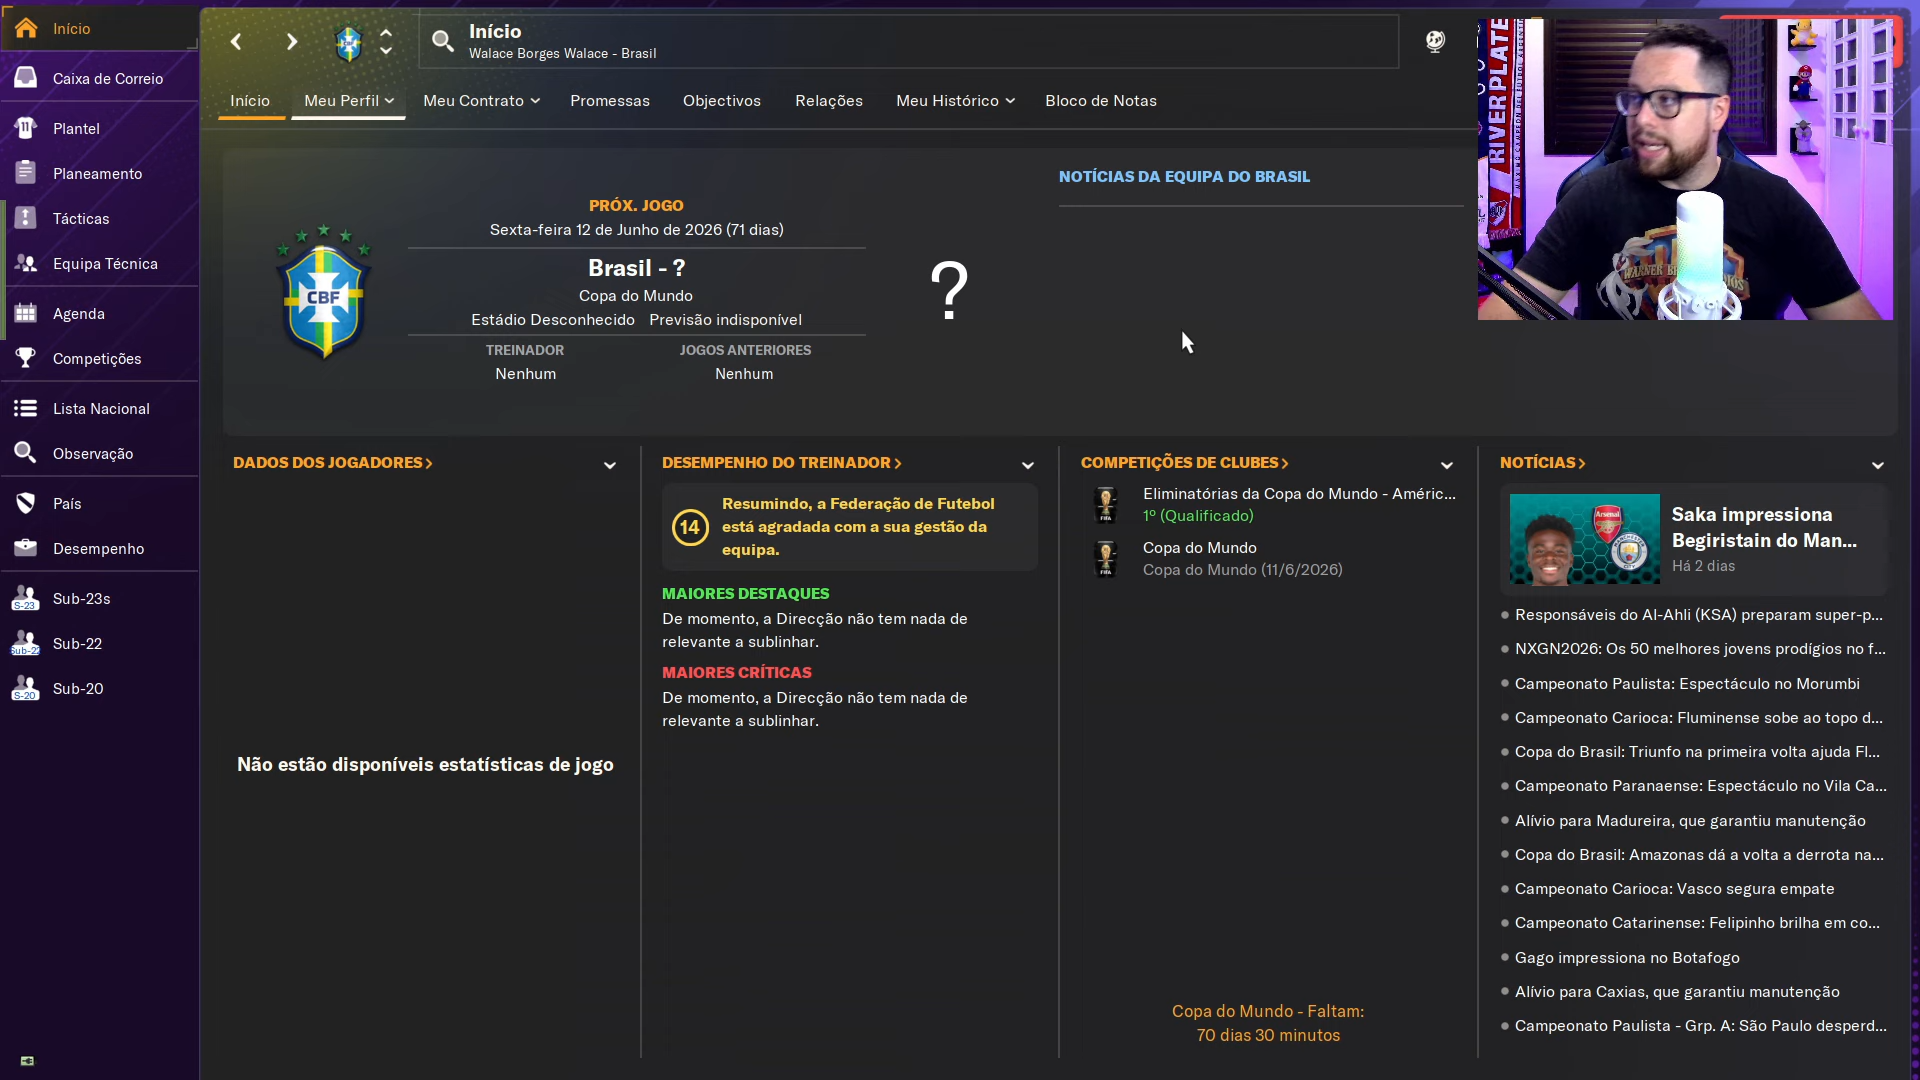 Início
Caixa de Correio
Plantel
Planeamento
Tácticas
Equipa Técnica
Agenda
Competições
Lista Nacional
Observação
País
Desempenho
S-23
Sub-23s
Sub-22
S-20
Sub-20
Início
Walace Borges Walace - Brasil
Início
Meu Perfil
Meu Contrato
Promessas
Objectivos
Relações
Meu Histórico
Bloco de Notas
CBF
PRÓX. JOGO
Sexta-feira 12 de Junho de 2026 (71 dias)
Brasil - ?
Copa do Mundo
Estádio Desconhecido Previsão indisponível
TREINADOR
Nenhum
JOGOS ANTERIORES
Nenhum
?
NOTÍCIAS DA EQUIPA DO BRASIL
RIVERPLATE
DADOS DOS JOGADORES
Não estão disponíveis estatísticas de jogo
DESEMPENHO DO TREINADOR
14
Resumindo, a Federação de Futebol
está agradada com a sua gestão da
equipa.
MAIORES DESTAQUES
De momento, a Direcção não tem nada de
relevante a sublinhar.
MAIORES CRÍTICAS
De momento, a Direcção não tem nada de
relevante a sublinhar.
COMPETIÇÕES DE CLUBES
FIFA
Eliminatórias da Copa do Mundo - Améric...
1º (Qualificado)
FIFA
Copa do Mundo
Copa do Mundo (11/6/2026)
Copa do Mundo - Faltam:
70 dias 30 minutos
NOTÍCIAS
Arsenal
Saka impressiona
Begiristain do Man...
Há 2 dias
Responsáveis do Al-Ahli (KSA) preparam super-p...
NXGN2026: Os 50 melhores jovens prodígios no f...
Campeonato Paulista: Espectáculo no Morumbi
Campeonato Carioca: Fluminense sobe ao topo d...
Copa do Brasil: Triunfo na primeira volta ajuda Fl...
Campeonato Paranaense: Espectáculo no Vila Ca...
Alívio para Madureira, que garantiu manutenção
Copa do Brasil: Amazonas dá a volta a derrota na...
Campeonato Carioca: Vasco segura empate
Campeonato Catarinense: Felipinho brilha em co...
Gago impressiona no Botafogo
Alívio para Caxias, que garantiu manutenção
Campeonato Paulista - Grp. A: São Paulo desperd...